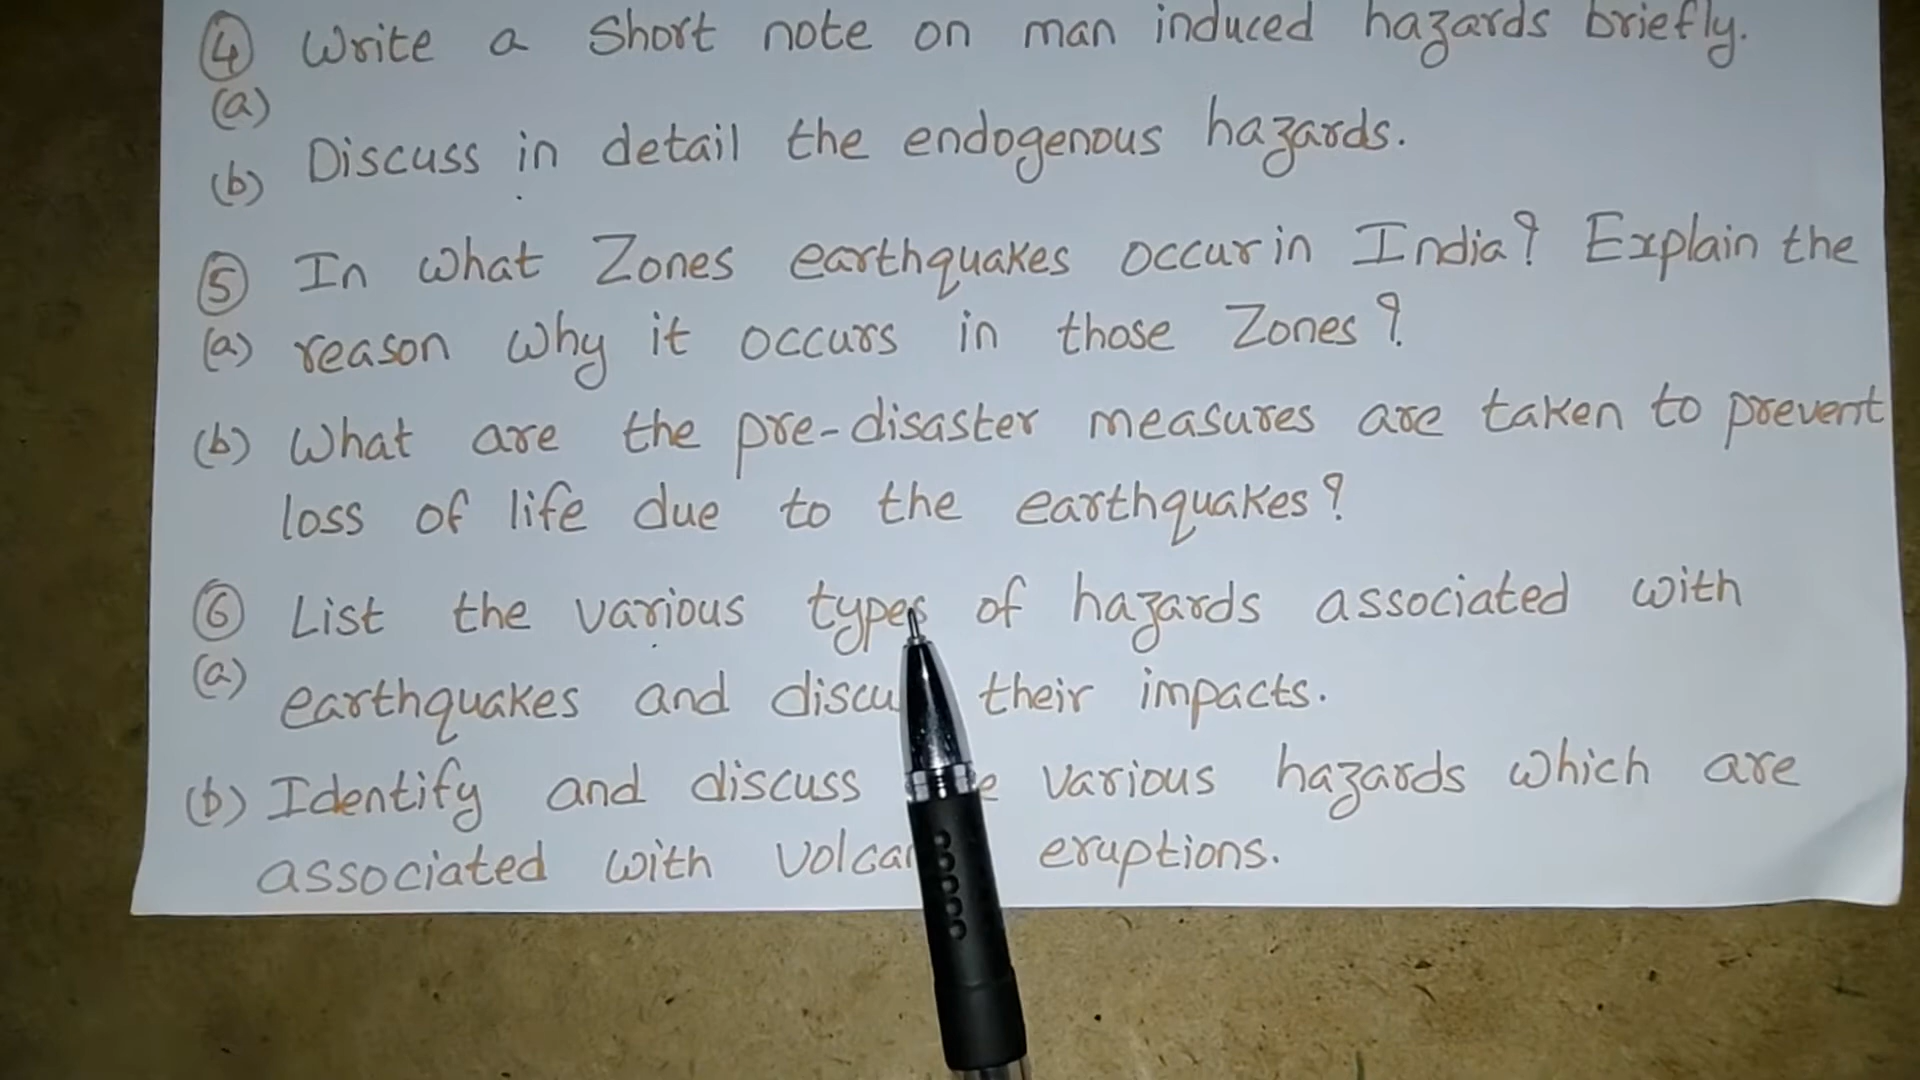 ④ Write a Short note on man induced hazards briefly.
(a)
(b) Discuss in detail the endogenous hazards.
⑤ In what Zones earthquakes occur in India? Explain the
(a) reason why it occurs in those Zones?
(b) What are the pre-disaster measures are taken to prevent
loss of life due to the earthquakes?
⑥ List the various types of hazards associated with
(a)
earthquakes and their impacts.
(b) Identify and discuss various hazards which are
associated with eruptions.